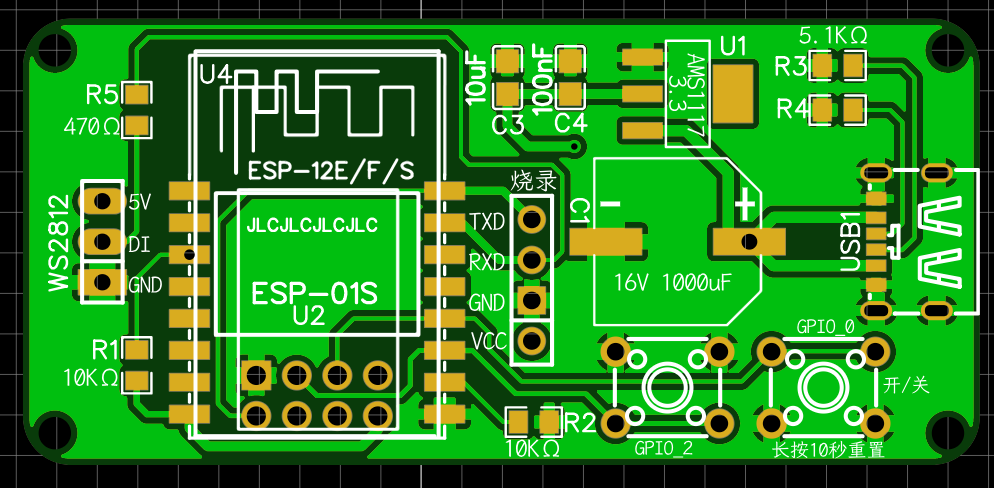 5.1KΩ
U1
R3
R4
AMS1117
3.3
10uF
100nF
C3
C4
U4
R5
470Ω
ESP-12E/F/S
烧录
WS2812
5V
DI
GND
JLCJLCJLCJLC
ESP-01S
U2
TXD
RXD
GND
VCC
C1
16V 1000uF
USB1
R1
10KΩ
GPIO_0
开/关
R2
10KΩ
GPIO_2
长按10秒重置